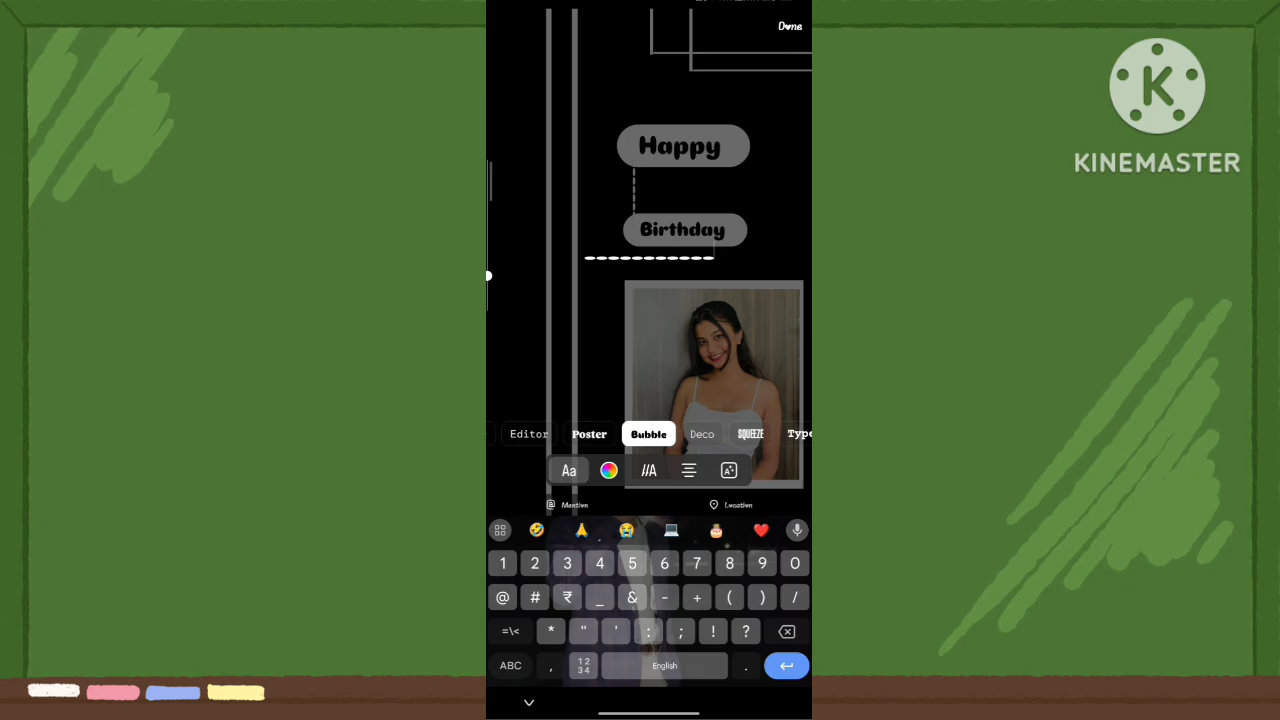 Done
Happy
Birthday
KINEMASTER
Editor
Poster
Bubble
Deco
SQUEEZE
Type
Aa
Mention
Location
1 2 3 4 5 6 7 8 9 0
@ # ₹ _ & - + ( ) /
=\< * " ' : ; ! ?
ABC , 12 34 English .